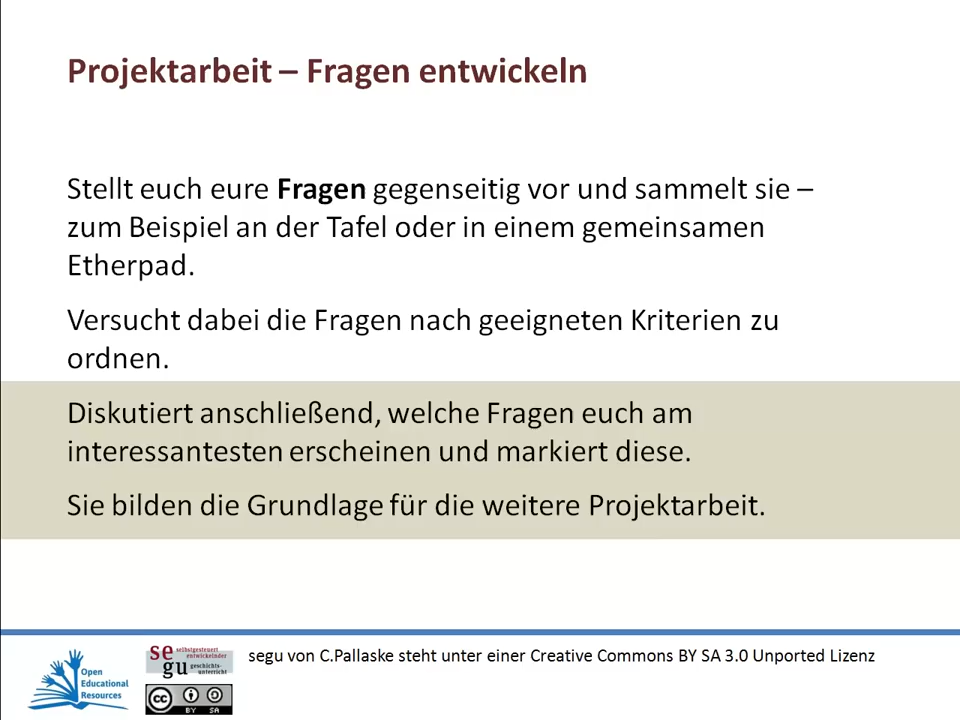 Projektarbeit – Fragen entwickeln
Stellt euch eure Fragen gegenseitig vor und sammelt sie –
zum Beispiel an der Tafel oder in einem gemeinsamen
Etherpad.
Versucht dabei die Fragen nach geeigneten Kriterien zu
ordnen.
Diskutiert anschließend, welche Fragen euch am
interessantesten erscheinen und markiert diese.
Sie bilden die Grundlage für die weitere Projektarbeit.
Open
Educational
Resources
segu
selbstgesteuert
entwickelnder
geschichts-
unterricht
cc BY SA
segu von C.Pallaske steht unter einer Creative Commons BY SA 3.0 Unported Lizenz